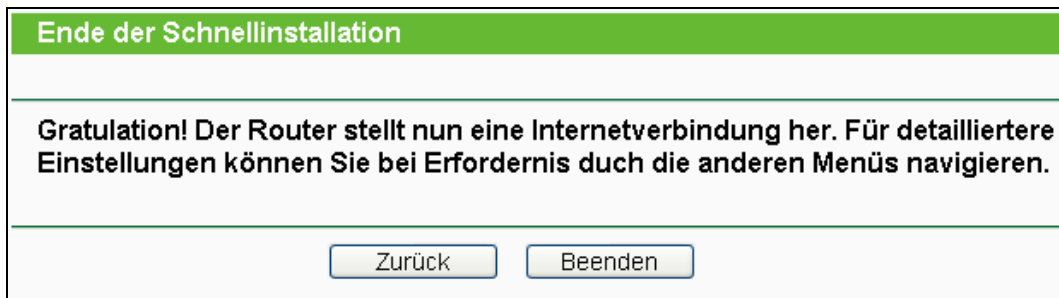 Ende der Schnellinstallation
Gratulation! Der Router stellt nun eine Internetverbindung her. Für detailliertere
Einstellungen können Sie bei Erfordernis duch die anderen Menüs navigieren.
Zurück Beenden